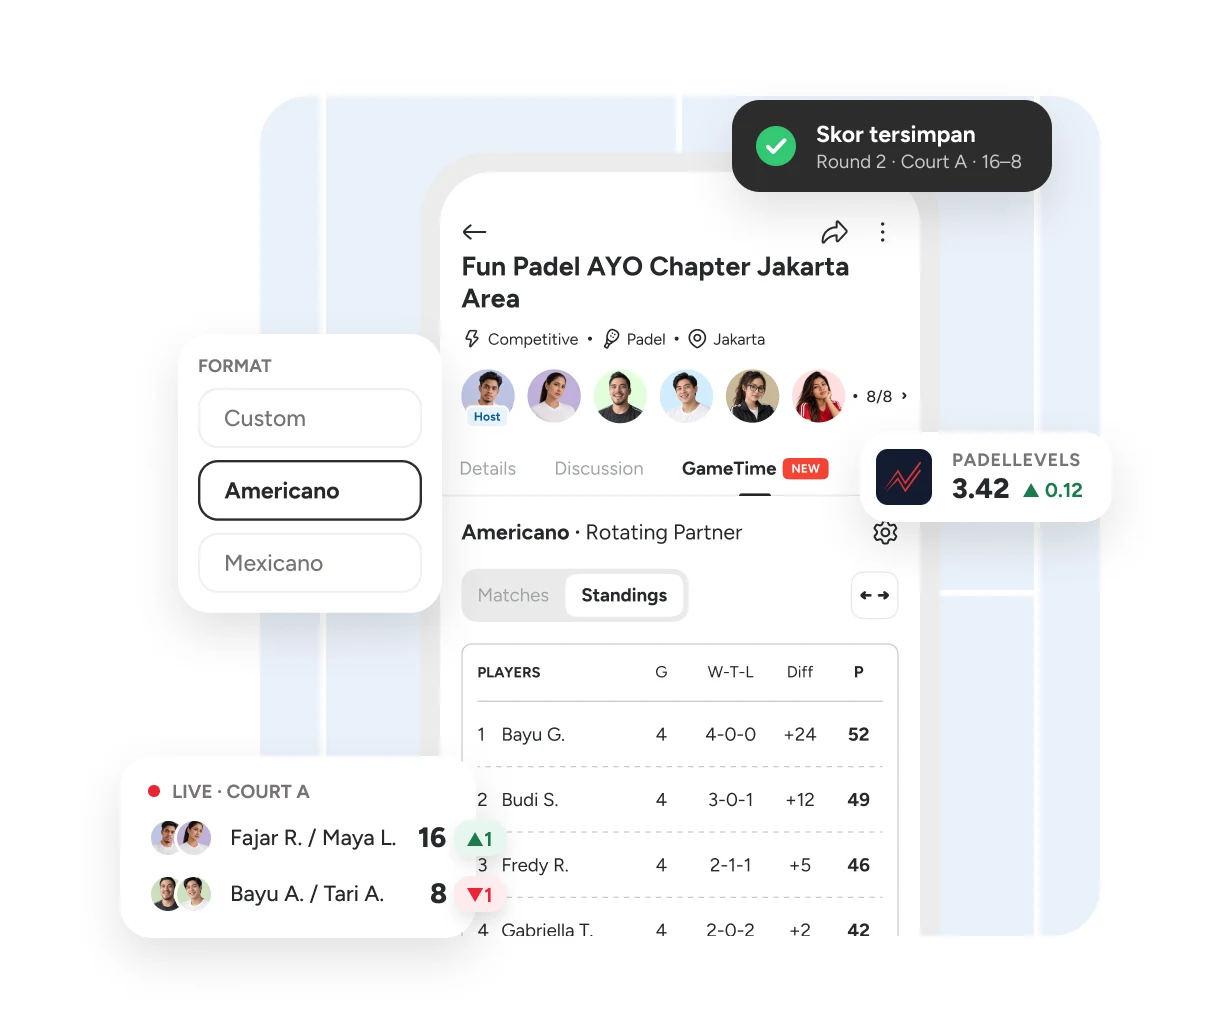 Skor tersimpan
Round 2 · Court A · 16–8
Fun Padel AYO Chapter Jakarta
Area
Competitive • Padel • Jakarta
Host
• 8/8 ›
FORMAT
Custom
Americano
Mexicano
Details Discussion GameTime NEW
PADELLEVELS
3.42 ▲ 0.12
Americano · Rotating Partner
Matches Standings
PLAYERS G W-T-L Diff P
1 Bayu G. 4 4-0-0 +24 52
2 Budi S. 4 3-0-1 +12 49
3 Fredy R. 4 2-1-1 +5 46
4 Gabriella T. 4 2-0-2 +2 42
LIVE · COURT A
Fajar R. / Maya L. 16 ▲1
Bayu A. / Tari A. 8 ▼1